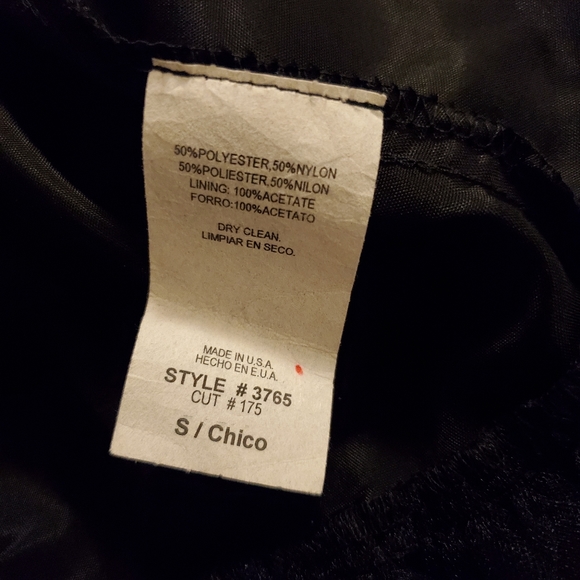 50%POLYESTER,50%NYLON
50%POLIESTER,50%NILON
LINING: 100%ACETATE
FORRO:100%ACETATO
DRY CLEAN.
LIMPIAR EN SECO.
MADE IN U.S.A.
HECHO EN E.U.A.
STYLE # 3765
CUT # 175
S / Chico